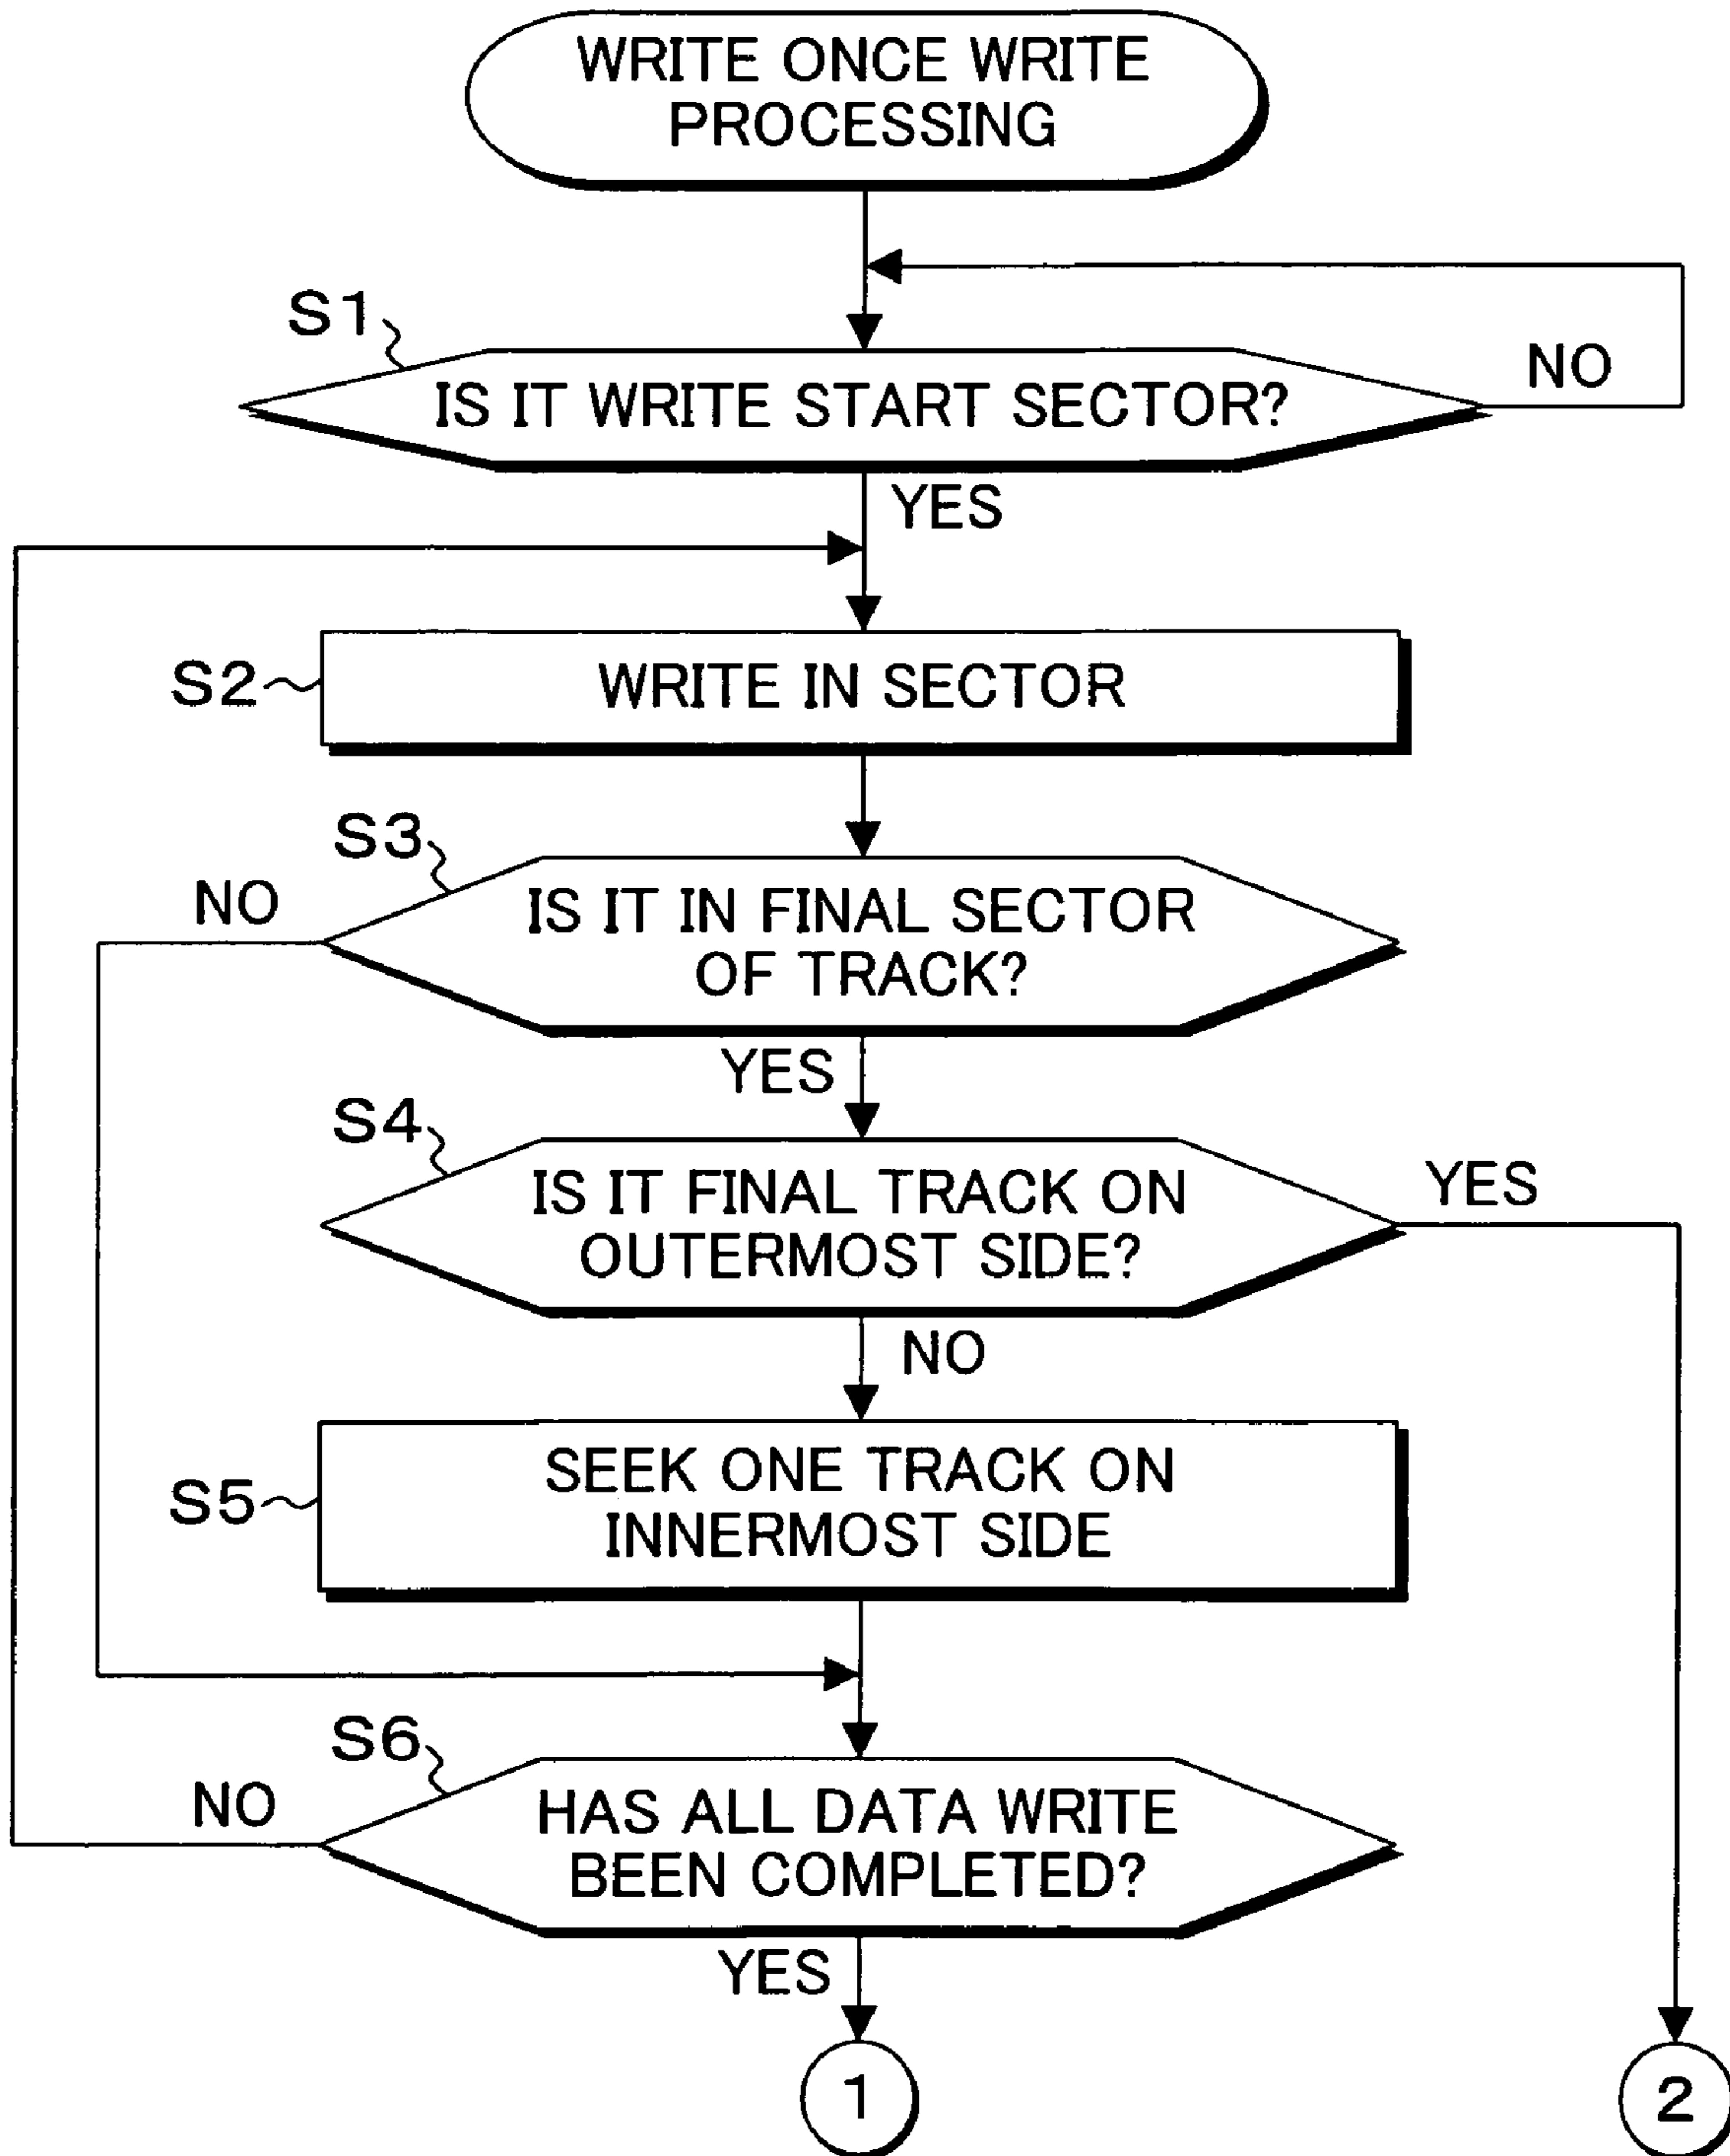 WRITE ONCE WRITE
PROCESSING
S1
IS IT WRITE START SECTOR?
NO
YES
S2
WRITE IN SECTOR
S3
NO
IS IT IN FINAL SECTOR
OF TRACK?
YES
S4
IS IT FINAL TRACK ON
OUTERMOST SIDE?
YES
NO
S5
SEEK ONE TRACK ON
INNERMOST SIDE
S6
NO
HAS ALL DATA WRITE
BEEN COMPLETED?
YES
1
2